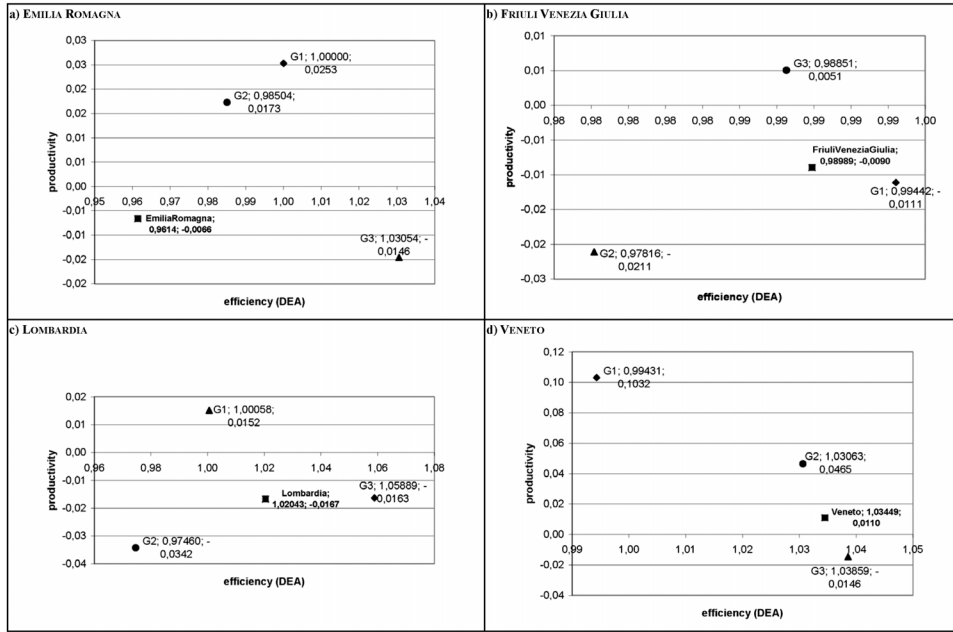 a) EMILIA ROMAGNA
0,03
0,03
0,02
0,02
0,01
0,01
0,00
-0,01
-0,01
-0,02
-0,02
productivity
G1; 1,00000;
0,0253
G2; 0,98504;
0,0173
0,95 0,96 0,97 0,98 0,99 1,00 1,01 1,02 1,03 1,04
EmiliaRomagna;
0,9614; -0,0066
G3; 1,03054; -
0,0146
efficiency (DEA)
b) FRIULI VENEZIA GIULIA
0,01
0,01
0,00
-0,01
-0,01
-0,02
-0,02
-0,03
productivity
G3; 0,98851;
0,0051
0,98 0,98 0,98 0,98 0,99 0,99 0,99 0,99 0,99 1,00
FriuliVeneziaGiulia;
0,98989; -0,0090
G1; 0,99442; -
0,0111
G2; 0,97816; -
0,0211
efficiency (DEA)
c) LOMBARDIA
0,02
0,01
0,00
-0,01
-0,02
-0,03
-0,04
productivity
G1; 1,00058;
0,0152
0,96 0,98 1,00 1,02 1,04 1,06 1,08
Lombardia;
1,02043; -0,0167
G3; 1,05889; -
0,0163
G2; 0,97460; -
0,0342
efficiency (DEA)
d) VENETO
0,12
0,10
0,08
0,06
0,04
0,02
0,00
-0,02
-0,04
productivity
G1; 0,99431;
0,1032
G2; 1,03063;
0,0465
Veneto; 1,03449;
0,0110
0,99 1,00 1,01 1,02 1,03 1,04 1,05
G3; 1,03859; -
0,0146
efficiency (DEA)